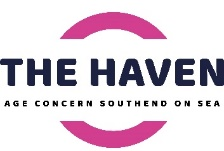 THE HAVEN
AGE CONCERN SOUTHEND ON SEA